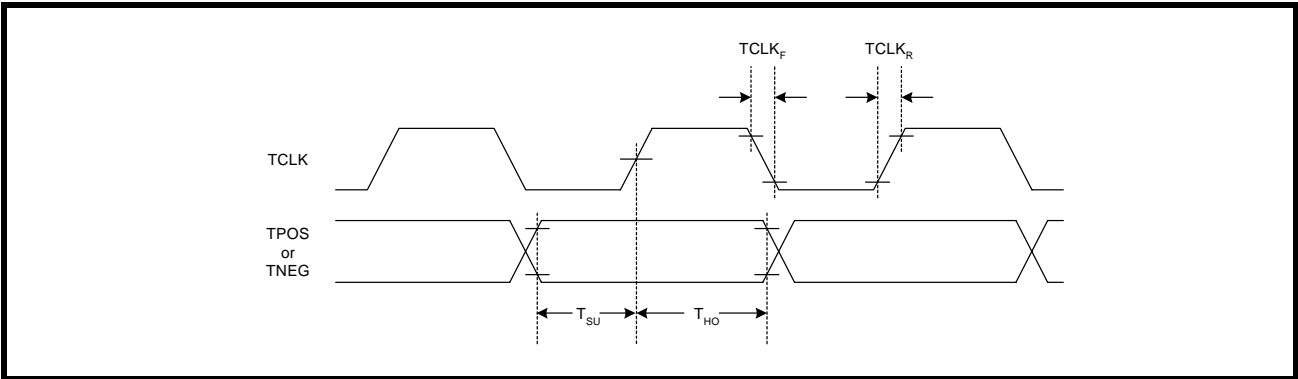 TCLKF
TCLKR
TCLK
TPOS
or
TNEG
TSU
THO